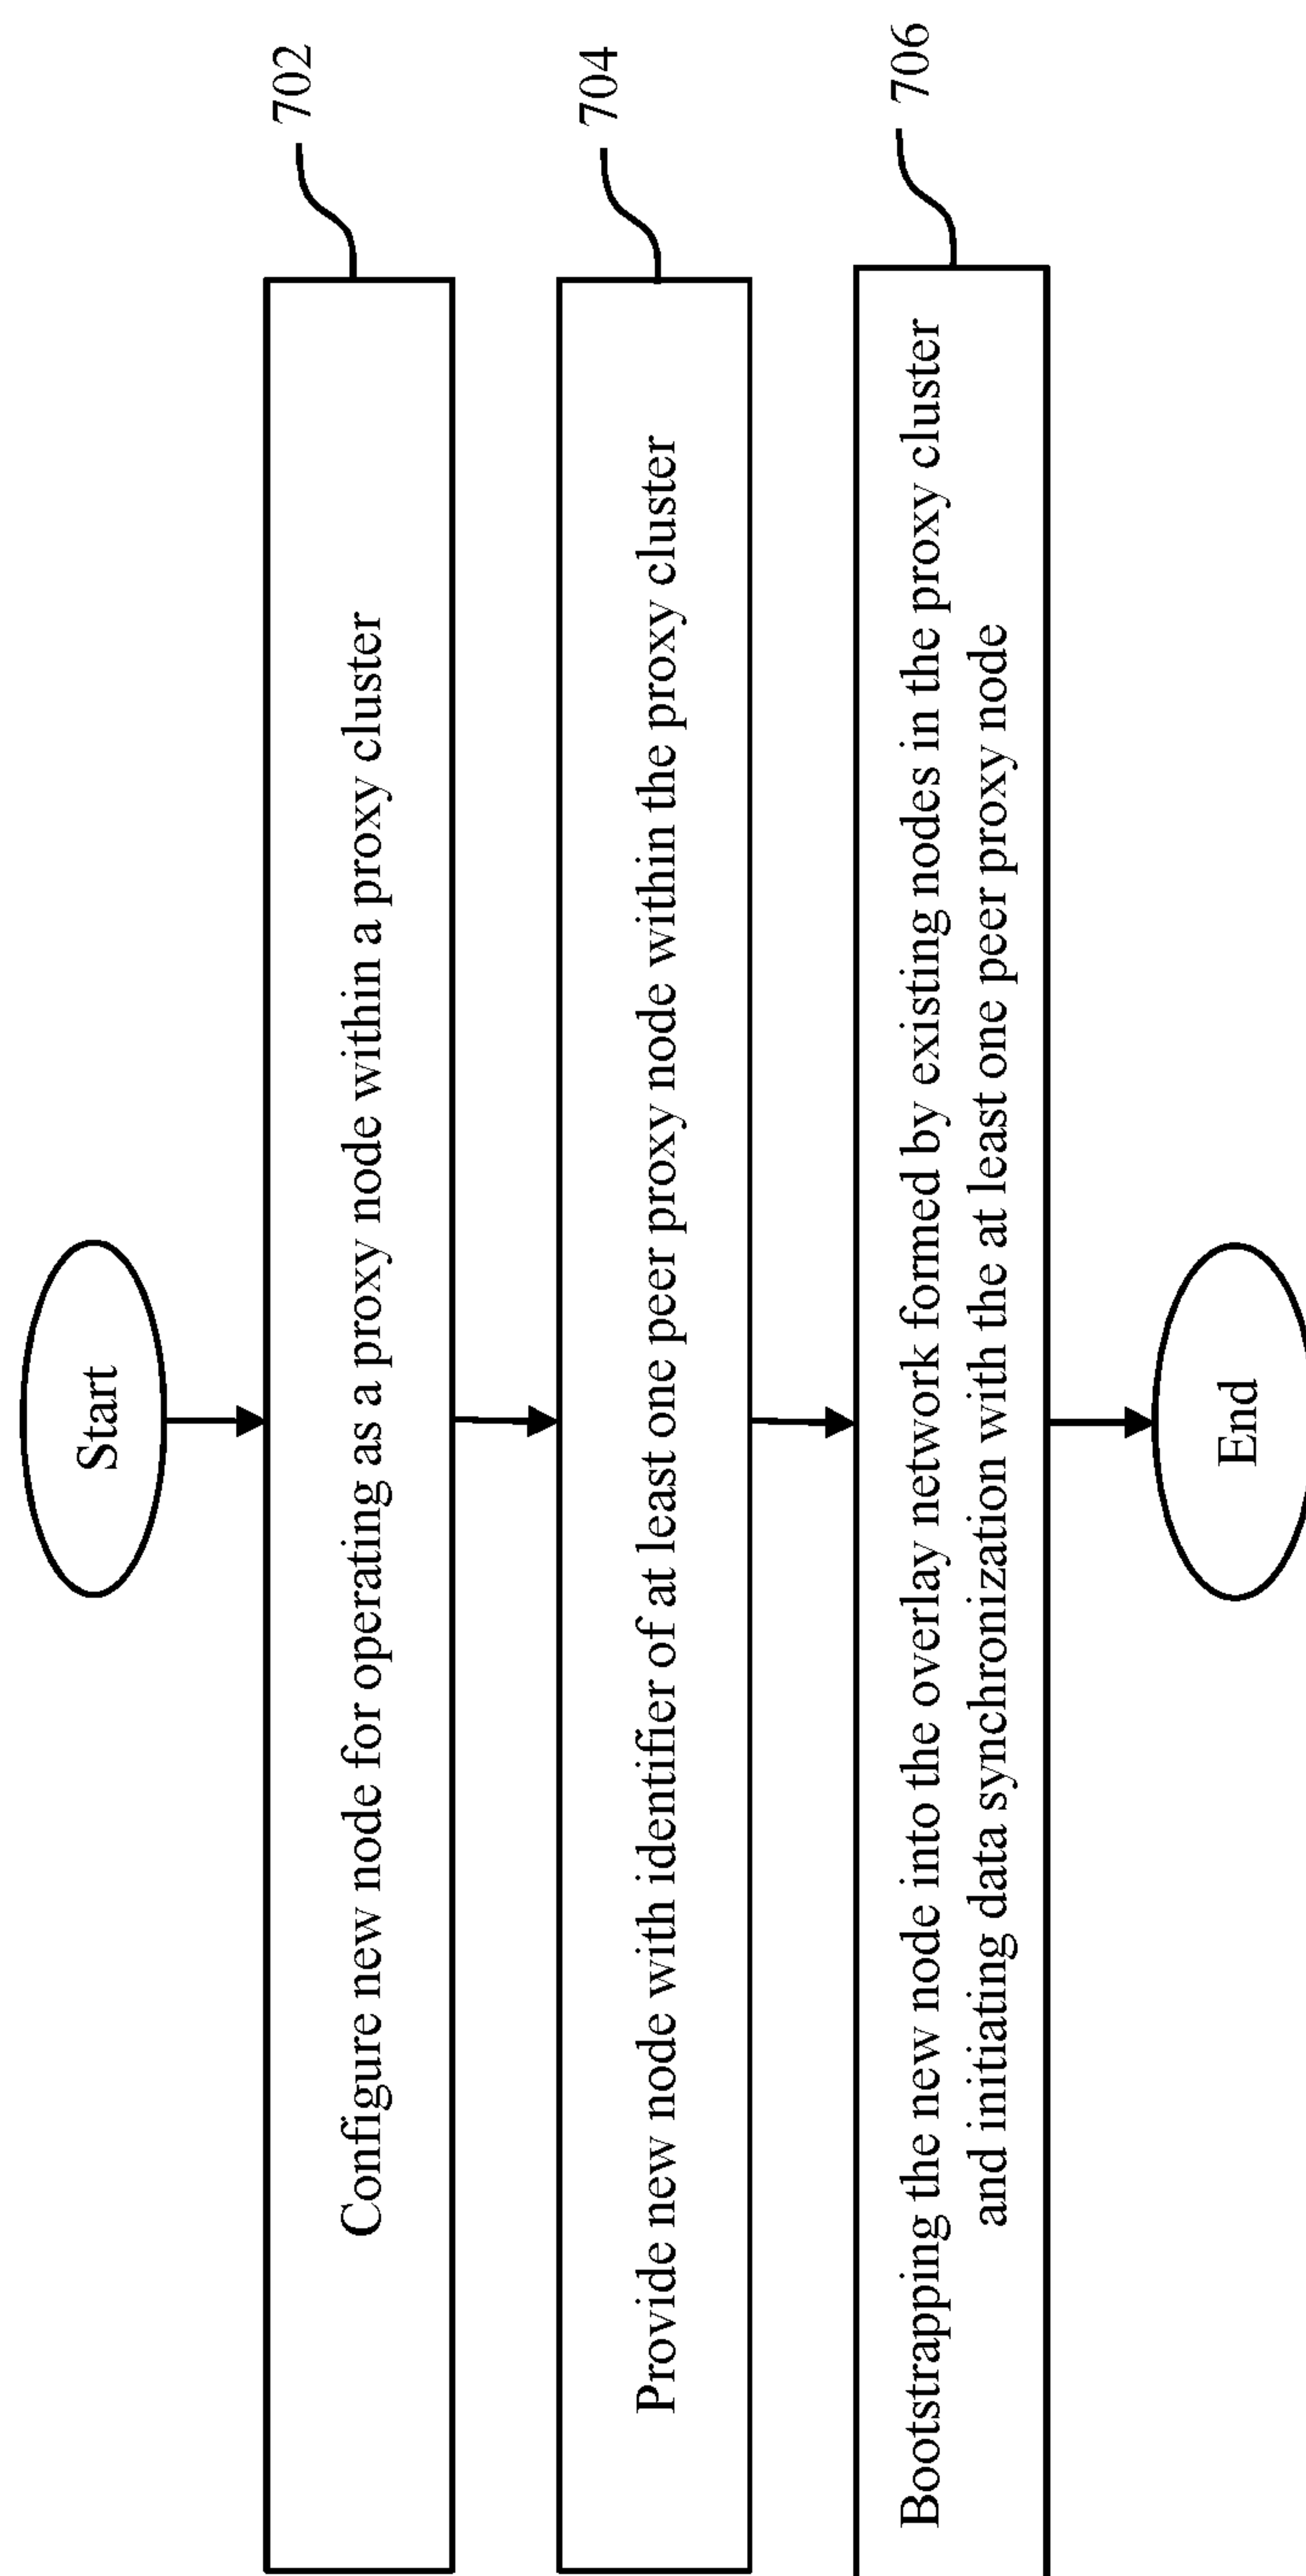 Start
702
Configure new node for operating as a proxy node within a proxy cluster
704
Provide new node with identifier of at least one peer proxy node within the proxy cluster
706
Bootstrapping the new node into the overlay network formed by existing nodes in the proxy cluster
and initiating data synchronization with the at least one peer proxy node
End